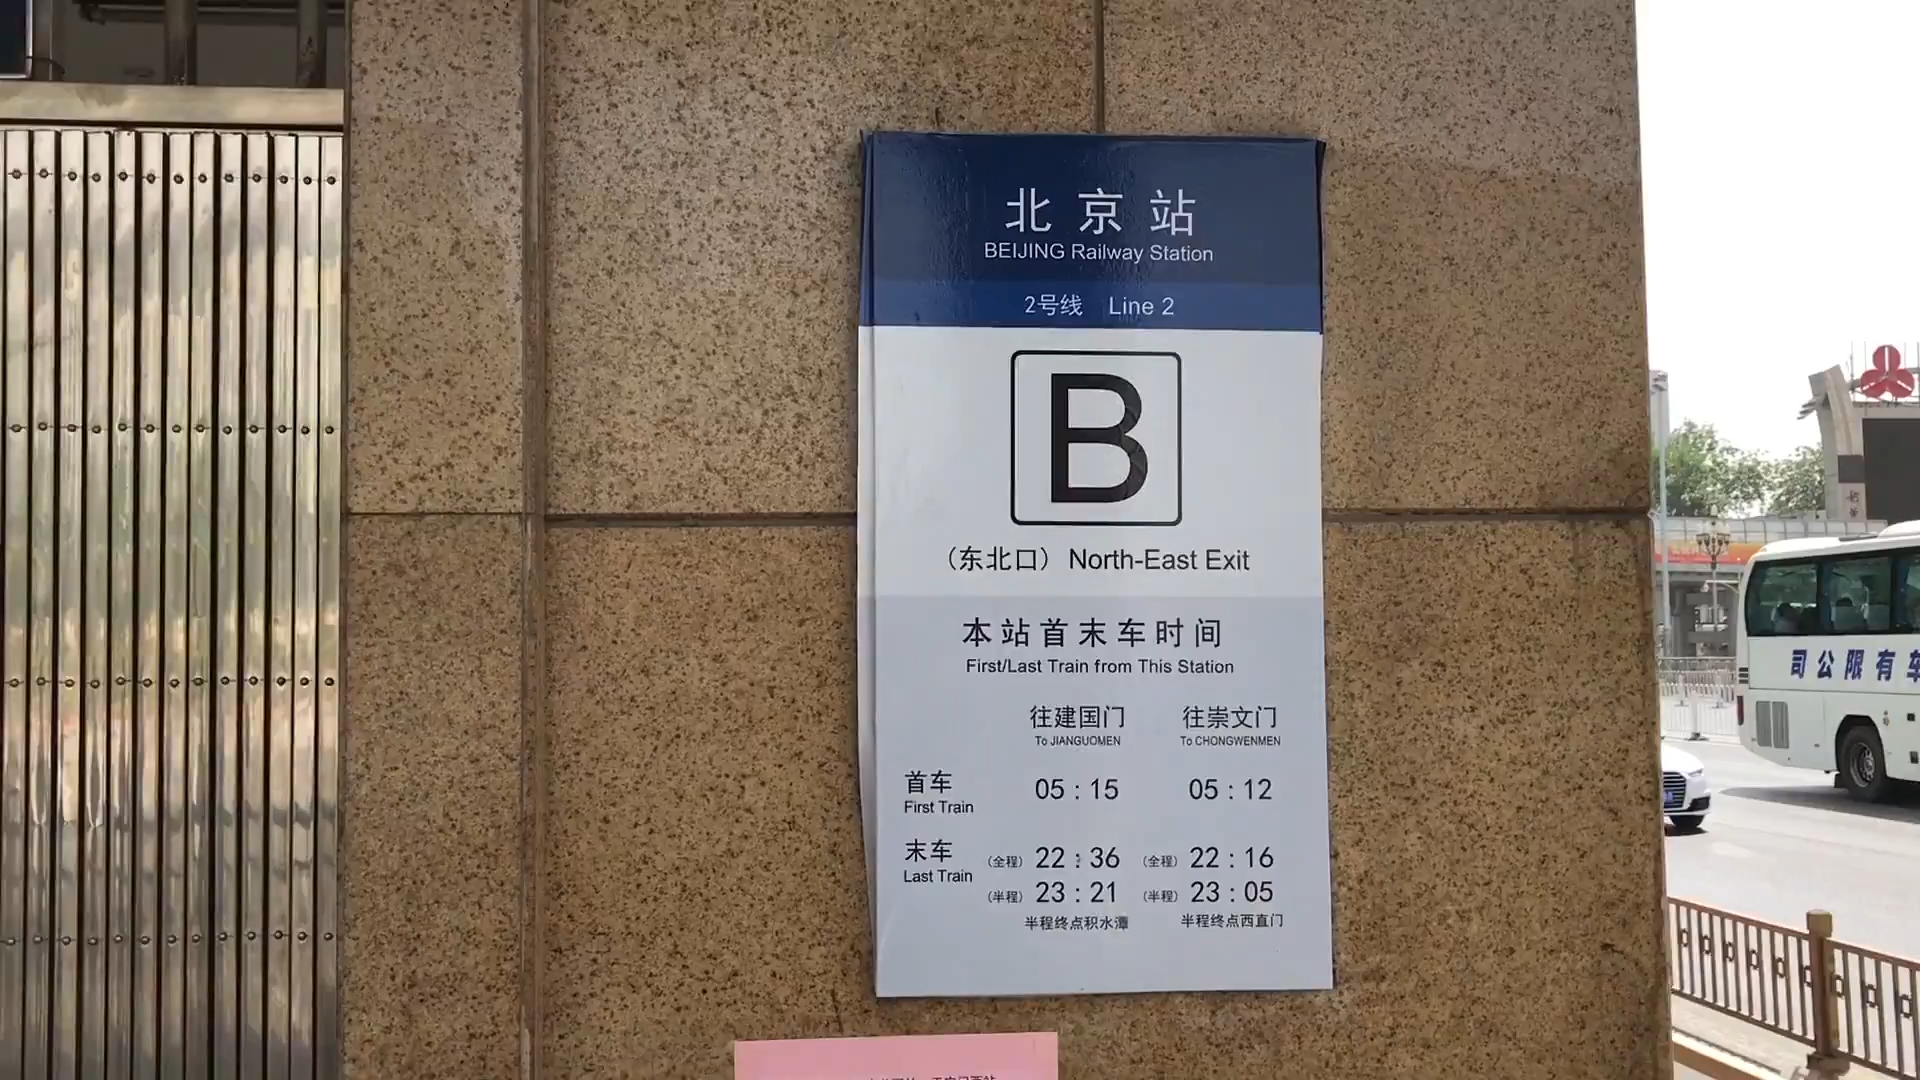 北京站
BEIJING Railway Station
2号线 Line 2
B
(东北口) North-East Exit
本站首末车时间
First/Last Train from This Station
往建国门 往崇文门
To JIANGUOMEN To CHONGWENMEN
首车 05:15 05:12
First Train
末车 (全程) 22:36 (全程) 22:16
Last Train
(半程) 23:21 (半程) 23:05
半程终点积水潭 半程终点西直门
司公限有车